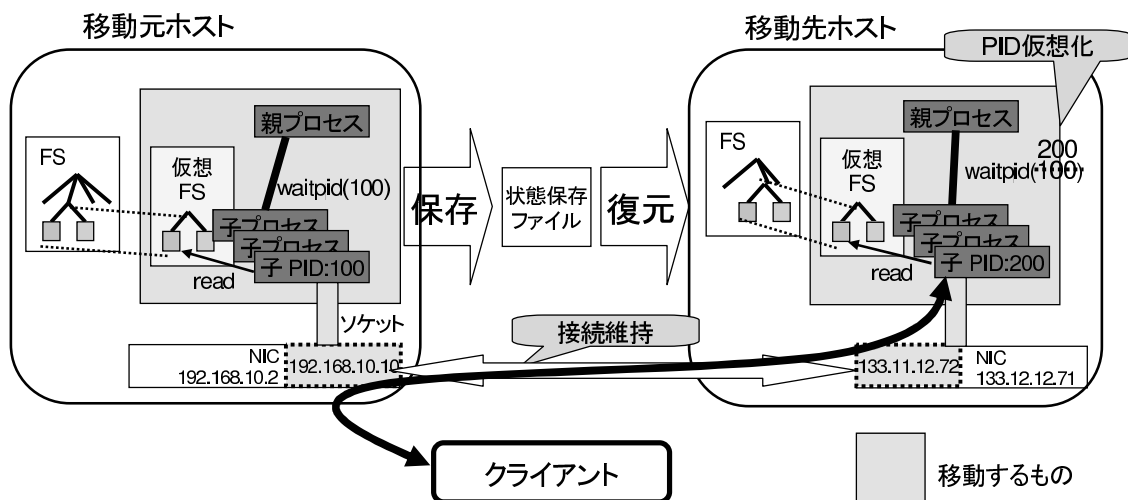 移動元ホスト
FS
仮想
FS
親プロセス
waitpid(100)
子プロセス
子プロセス
子 PID:100
read
ソケット
NIC
192.168.10.2
192.168.10.10
保存
状態保存
ファイル
復元
接続維持
クライアント
移動先ホスト
PID仮想化
FS
仮想
FS
親プロセス
200
waitpid(100)
子プロセス
子プロセス
子 PID:200
read
133.11.12.72
NIC
133.12.12.71
移動するもの